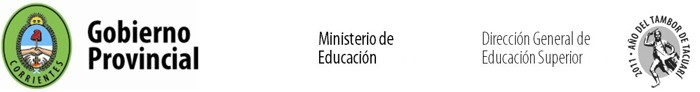 CORRIENTES
Gobierno
Provincial
Ministerio de
Educación
Dirección General de
Educación Superior
2011 · AÑO DEL TAMBOR DE TACUARÍ